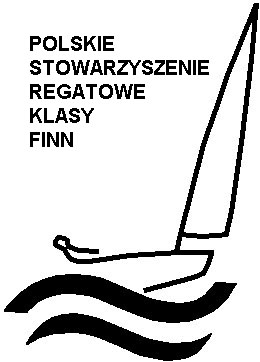 POLSKIE
STOWARZYSZENIE
REGATOWE
KLASY
FINN